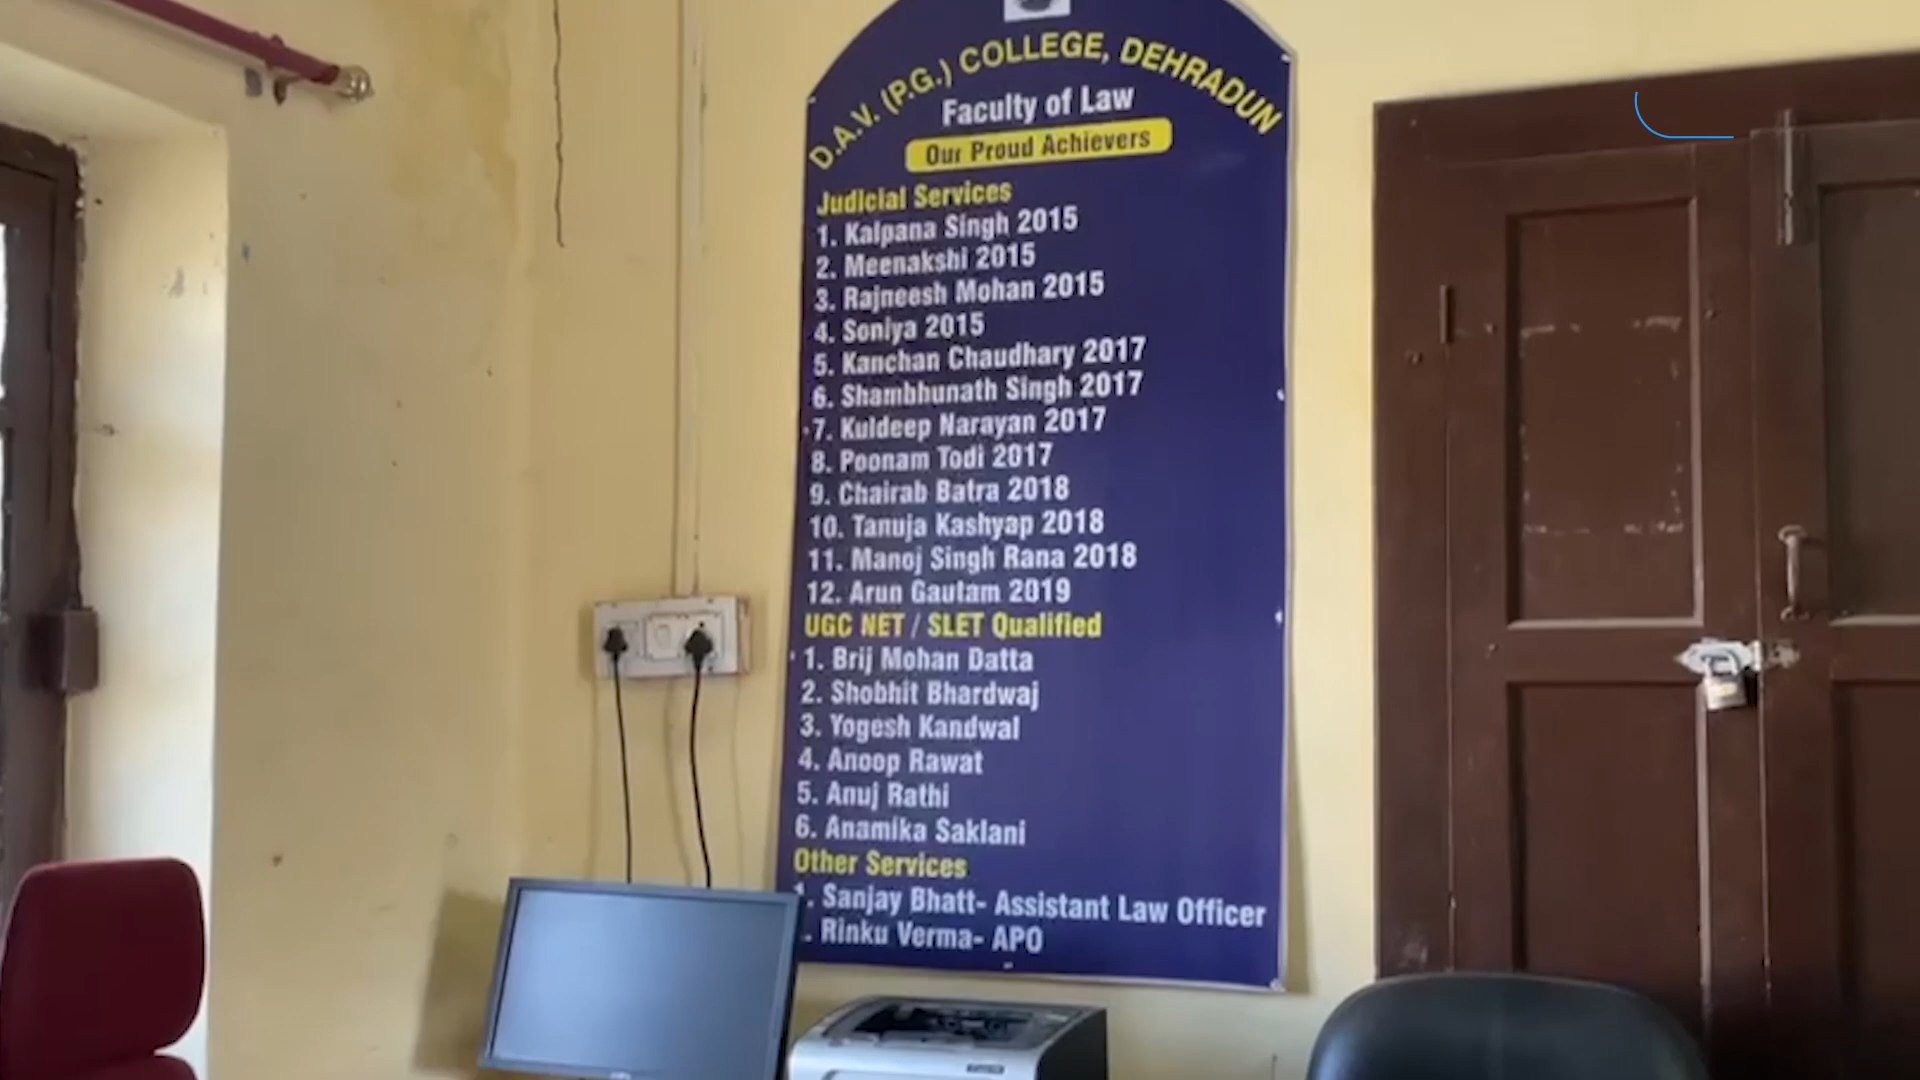 D.A.V. (P.G.) COLLEGE, DEHRADUN
Faculty of Law
Our Proud Achievers
Judicial Services
1. Kalpana Singh 2015
2. Meenakshi 2015
3. Rajneesh Mohan 2015
4. Soniya 2015
5. Kanchan Chaudhary 2017
6. Shambhunath Singh 2017
7. Kuldeep Narayan 2017
8. Poonam Todi 2017
9. Chairab Batra 2018
10. Tanuja Kashyap 2018
11. Manoj Singh Rana 2018
12. Arun Gautam 2019
UGC NET / SLET Qualified
1. Brij Mohan Datta
2. Shobhit Bhardwaj
3. Yogesh Kandwal
4. Anoop Rawat
5. Anuj Rathi
6. Anamika Saklani
Other Services
1. Sanjay Bhatt- Assistant Law Officer
. Rinku Verma- APO